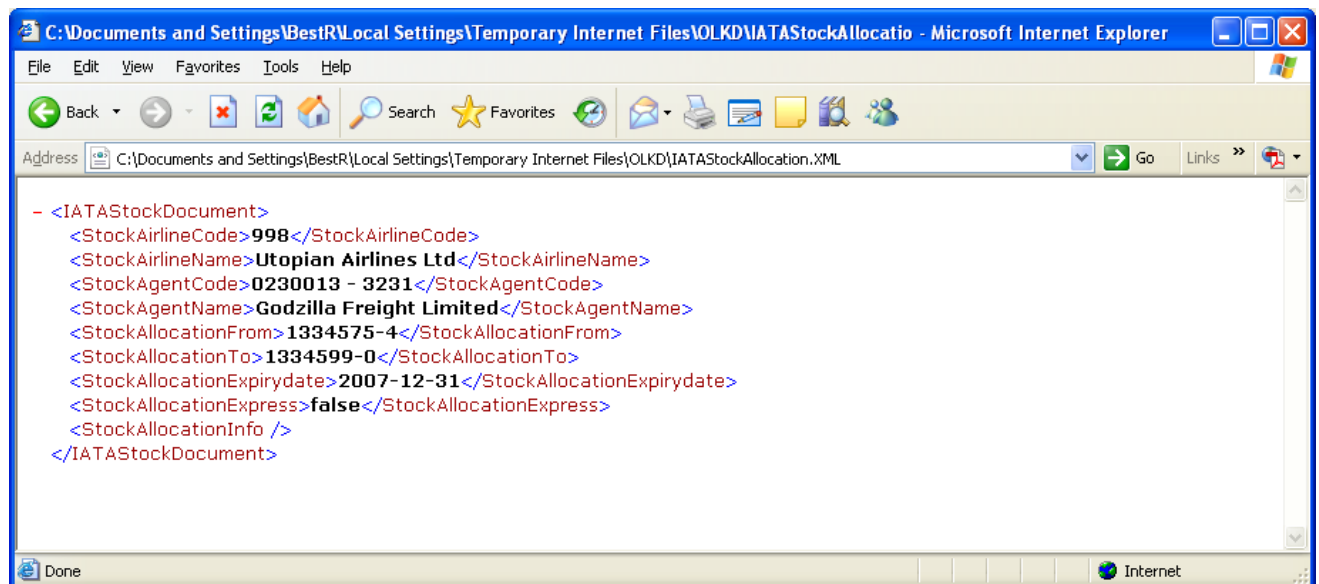 C:\Documents and Settings\BestR\Local Settings\Temporary Internet Files\OLKD\IATAStockAllocatio - Microsoft Internet Explorer
File Edit View Favorites Tools Help
Back Search Favorites
Address C:\Documents and Settings\BestR\Local Settings\Temporary Internet Files\OLKD\IATAStockAllocation.XML Go Links »
- <IATAStockDocument>
<StockAirlineCode>998</StockAirlineCode>
<StockAirlineName>Utopian Airlines Ltd</StockAirlineName>
<StockAgentCode>0230013 - 3231</StockAgentCode>
<StockAgentName>Godzilla Freight Limited</StockAgentName>
<StockAllocationFrom>1334575-4</StockAllocationFrom>
<StockAllocationTo>1334599-0</StockAllocationTo>
<StockAllocationExpirydate>2007-12-31</StockAllocationExpirydate>
<StockAllocationExpress>false</StockAllocationExpress>
<StockAllocationInfo />
</IATAStockDocument>
Done Internet